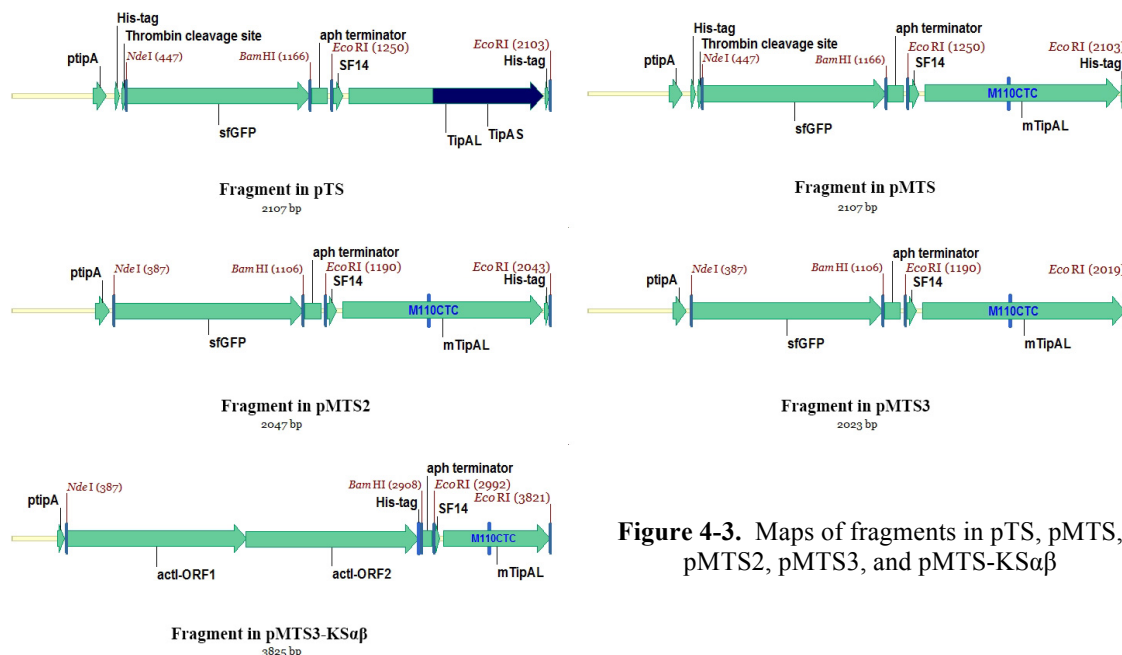 His-tag
Thrombin cleavage site
aph terminator
EcoRI (2103)
ptipA
NdeI (447)
BamHI (1166)
EcoRI (1250)
SF14
His-tag
sfGFP
TipAL
TipAS
Fragment in pTS
2107 bp
His-tag
Thrombin cleavage site
aph terminator
EcoRI (2103)
ptipA
NdeI (447)
BamHI (1166)
EcoRI (1250)
SF14
His-tag
M110CTC
sfGFP
mTipAL
Fragment in pMTS
2107 bp
aph terminator
ptipA
NdeI (387)
BamHI (1106)
EcoRI (1190)
SF14
EcoRI (2043)
His-tag
M110CTC
sfGFP
mTipAL
Fragment in pMTS2
2047 bp
aph terminator
ptipA
NdeI (387)
BamHI (1106)
EcoRI (1190)
SF14
EcoRI (2019)
M110CTC
sfGFP
mTipAL
Fragment in pMTS3
2023 bp
aph terminator
ptipA
NdeI (387)
BamHI (2908)
His-tag
EcoRI (2992)
SF14
EcoRI (3821)
M110CTC
actI-ORF1
actI-ORF2
mTipAL
Fragment in pMTS3-KSαβ
3825 bp
Figure 4-3. Maps of fragments in pTS, pMTS,
pMTS2, pMTS3, and pMTS-KSαβ